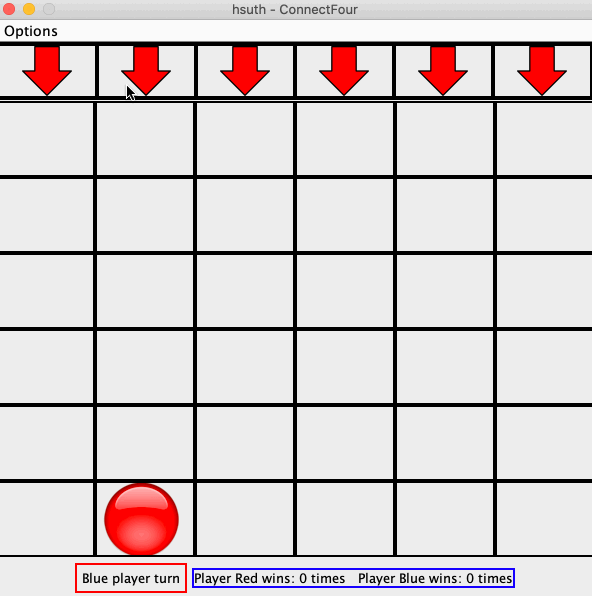 hsuth - ConnectFour
Options
Blue player turn
Player Red wins: 0 times Player Blue wins: 0 times